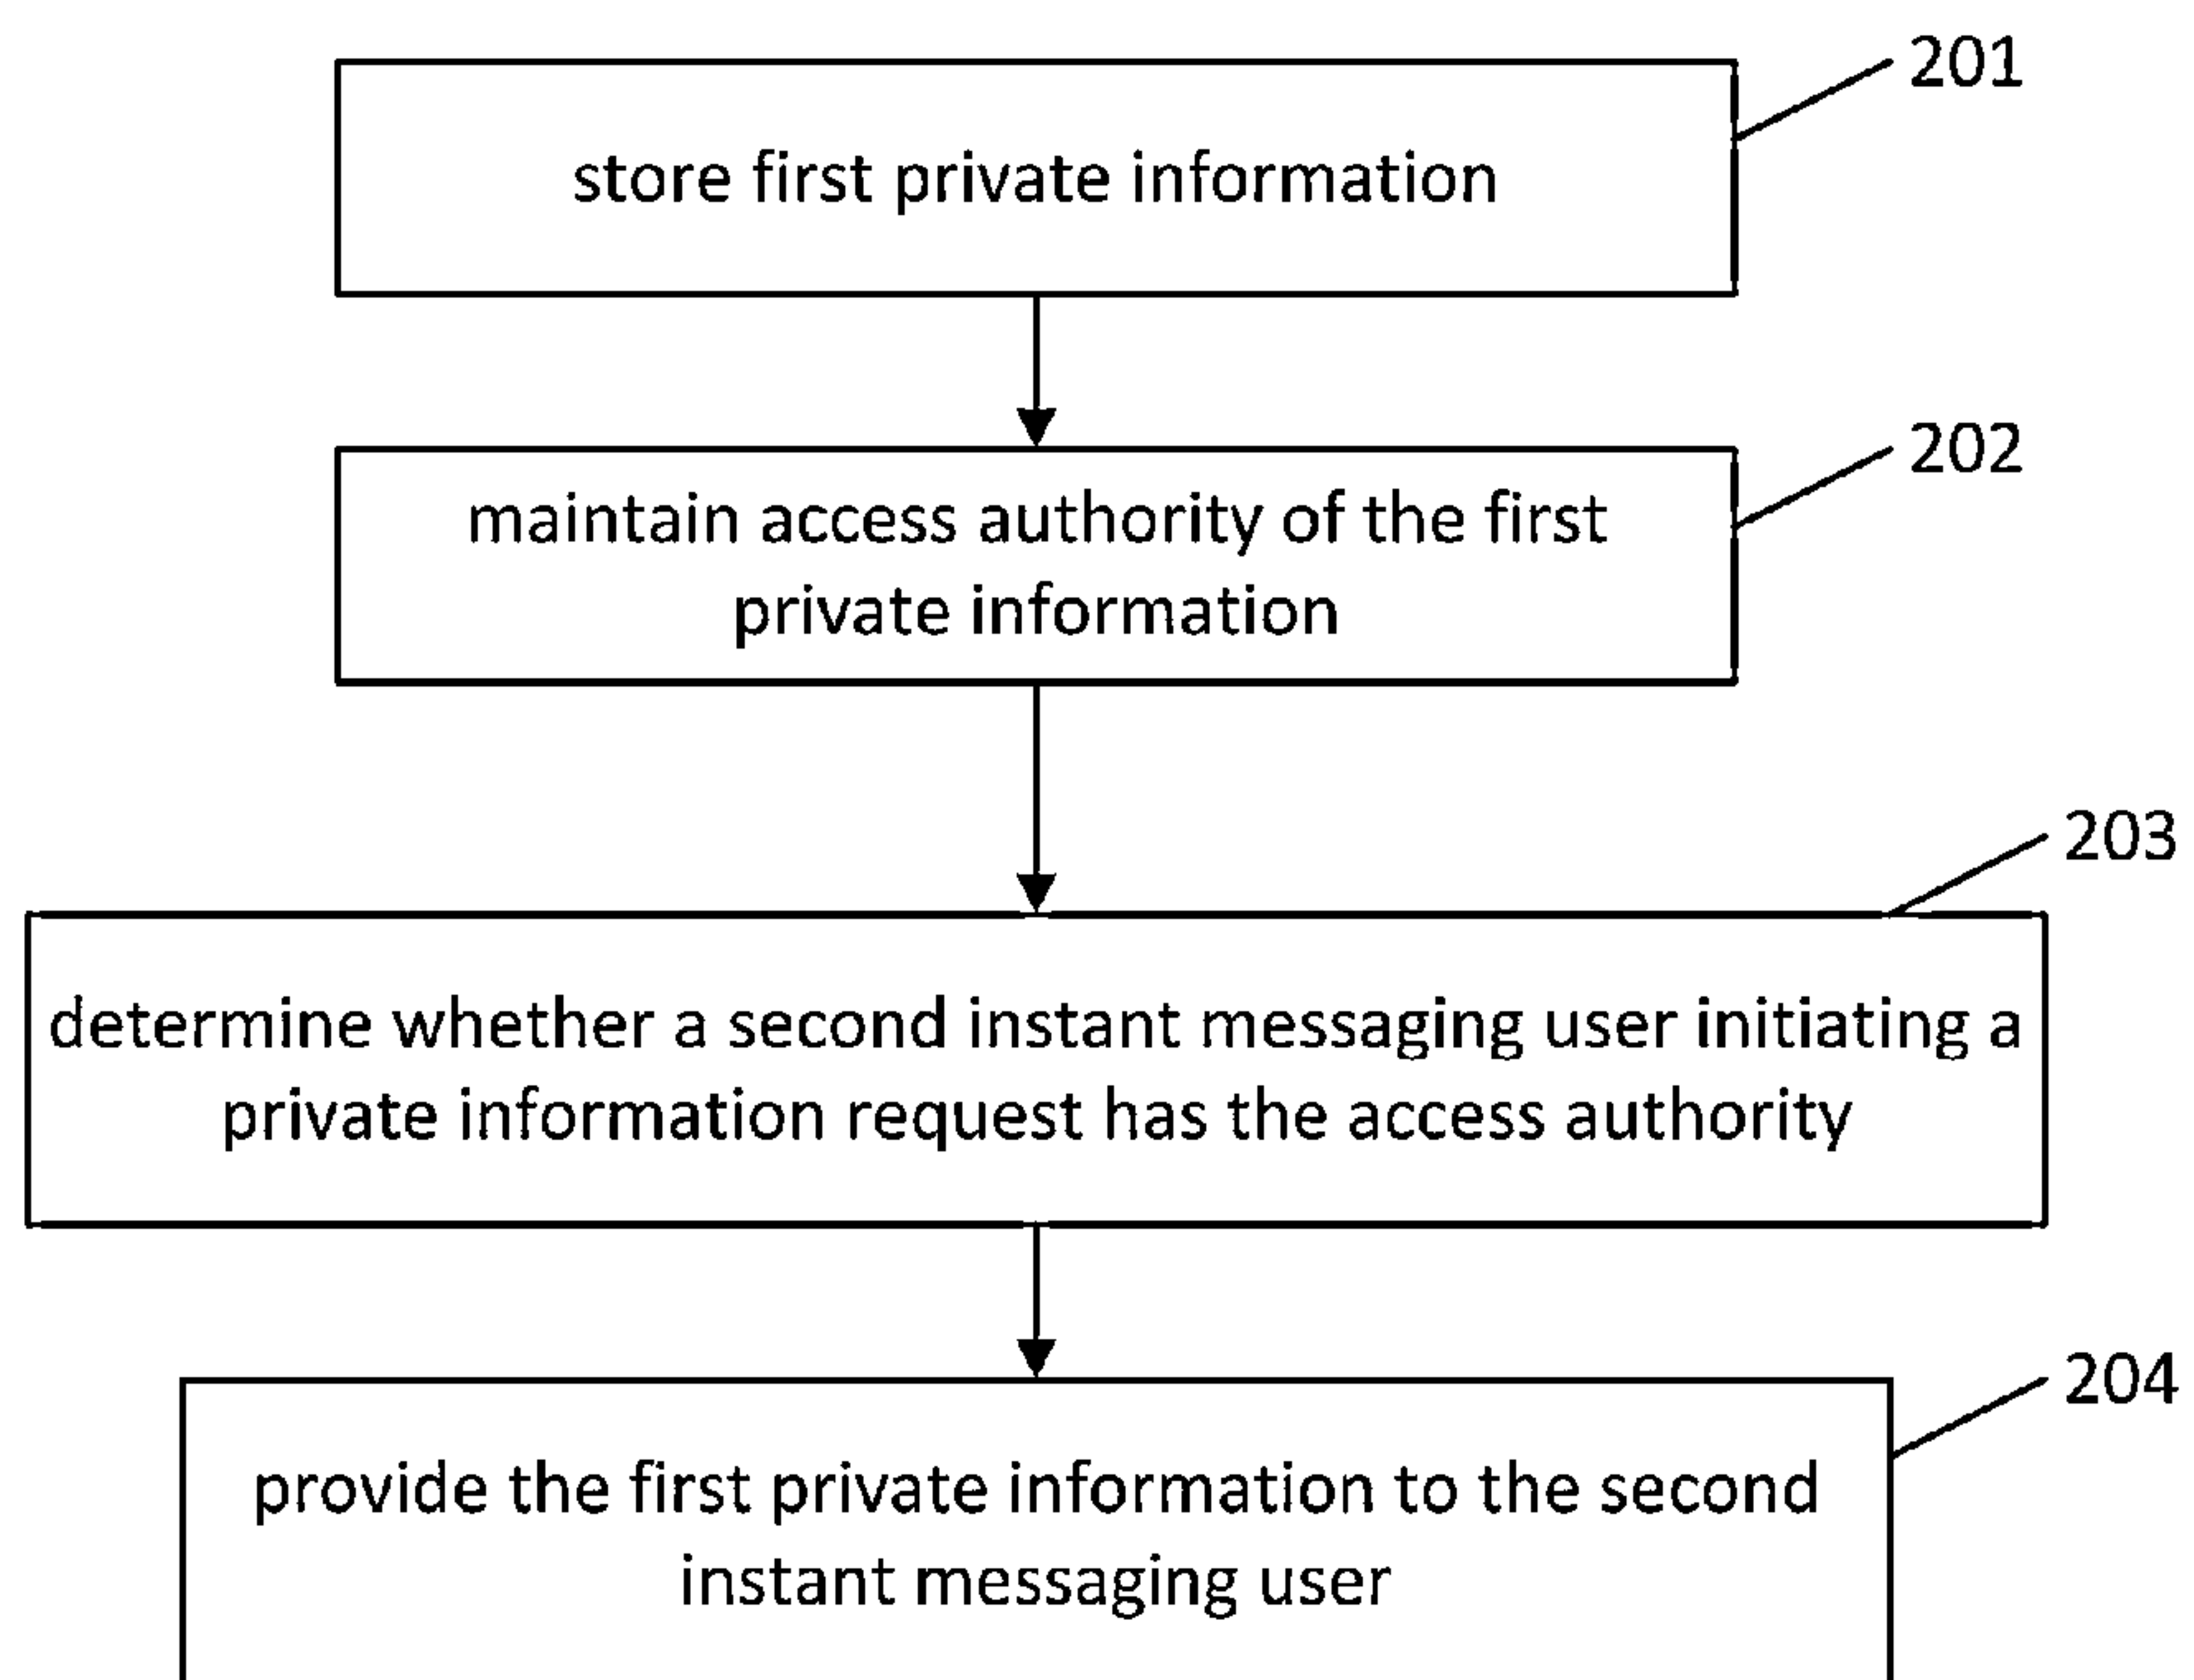 201
store first private information
202
maintain access authority of the first
private information
203
determine whether a second instant messaging user initiating a
private information request has the access authority
204
provide the first private information to the second
instant messaging user